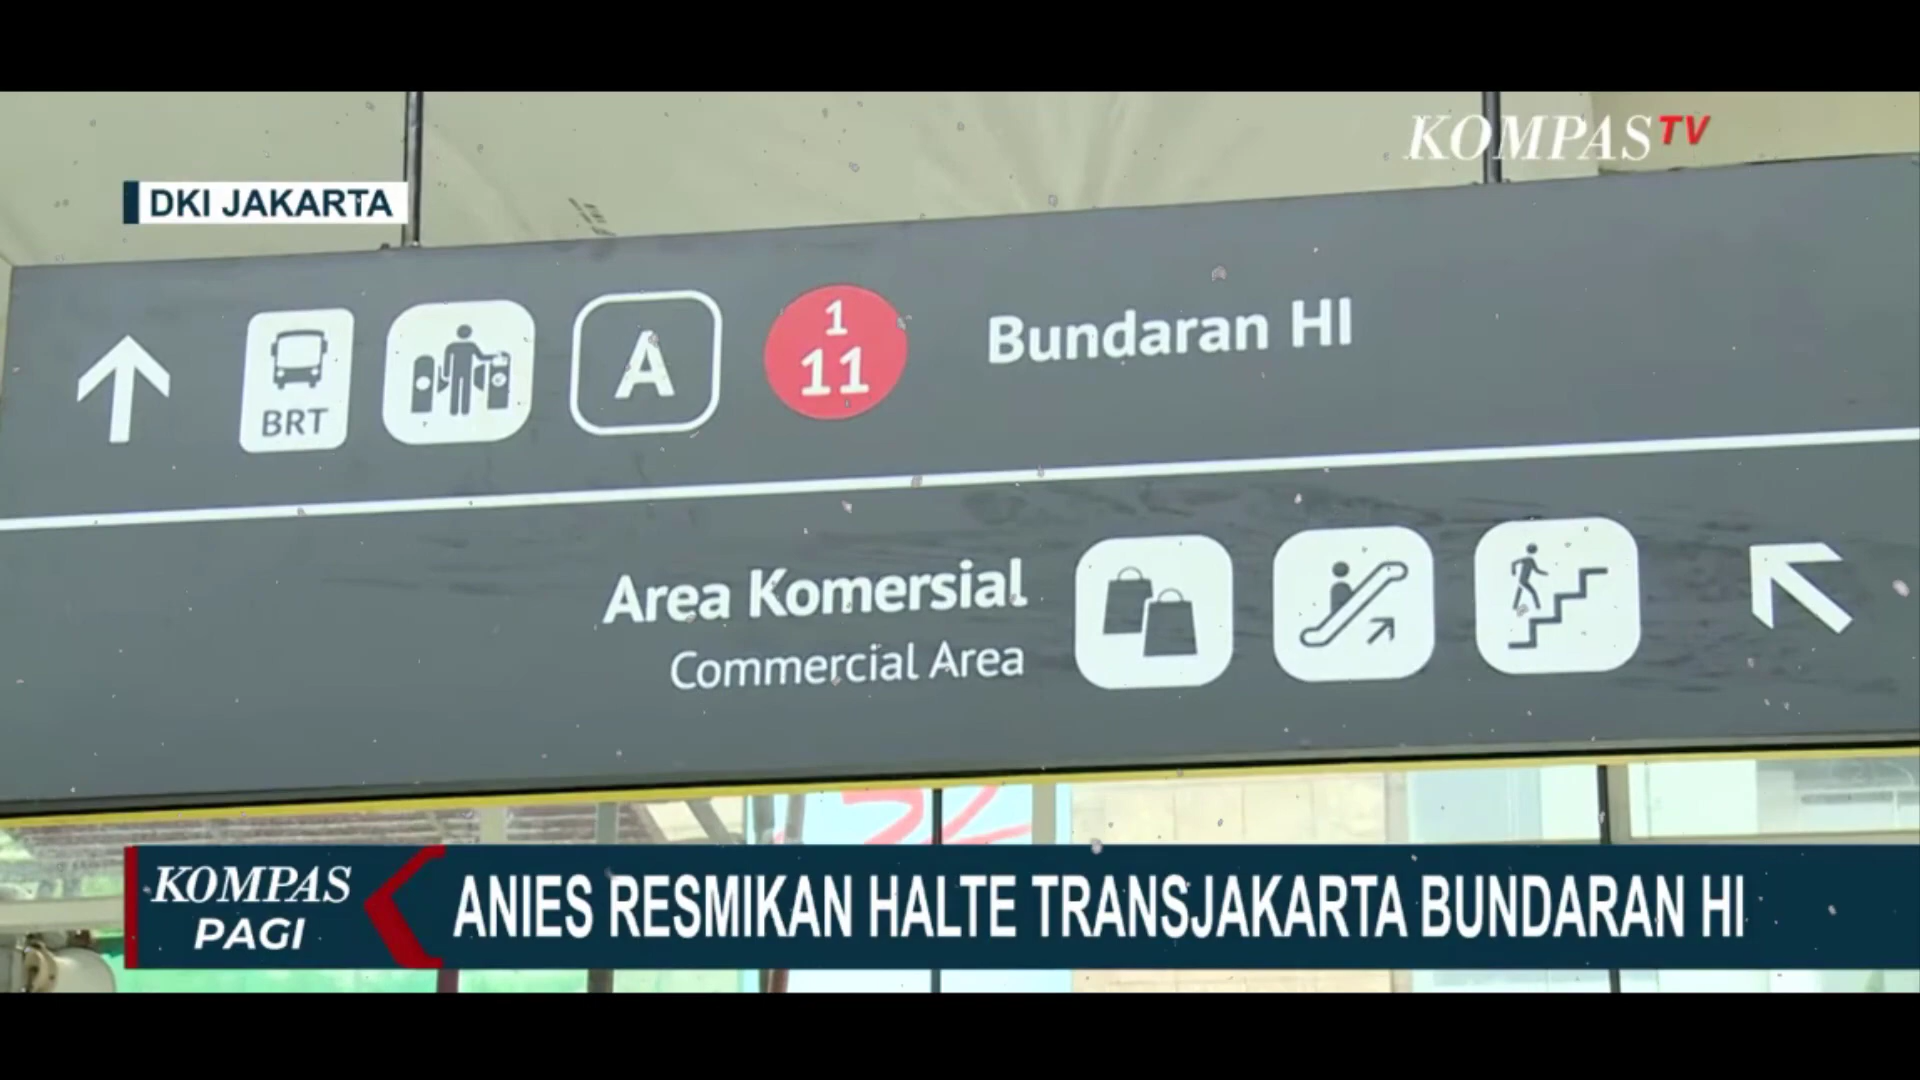 KOMPAS TV
DKI JAKARTA
BRT
A
1
11
Bundaran HI
Area Komersial
Commercial Area
KOMPAS
PAGI
ANIES RESMIKAN HALTE TRANSJAKARTA BUNDARAN HI